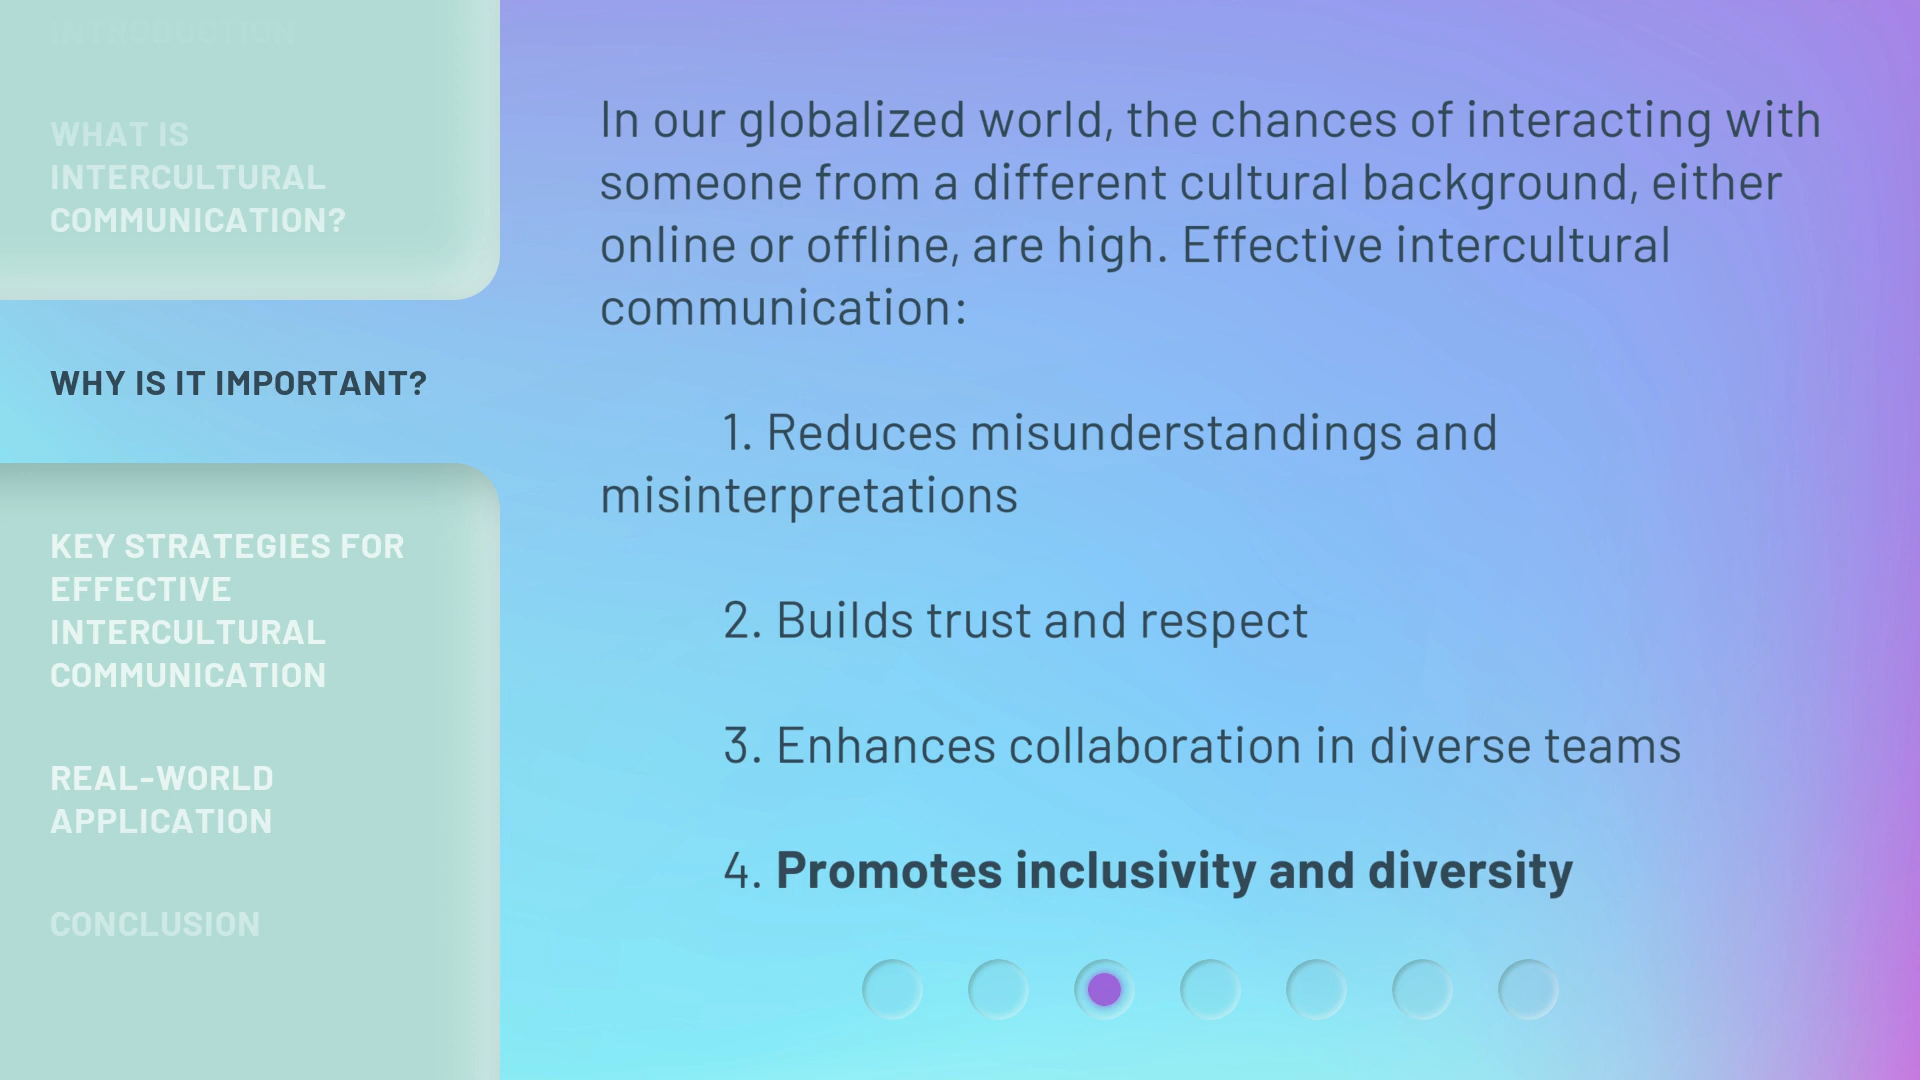 INTRODUCTION
WHAT IS
INTERCULTURAL
COMMUNICATION?
WHY IS IT IMPORTANT?
KEY STRATEGIES FOR
EFFECTIVE
INTERCULTURAL
COMMUNICATION
REAL-WORLD
APPLICATION
CONCLUSION
In our globalized world, the chances of interacting with
someone from a different cultural background, either
online or offline, are high. Effective intercultural
communication:
1. Reduces misunderstandings and
misinterpretations
2. Builds trust and respect
3. Enhances collaboration in diverse teams
4. Promotes inclusivity and diversity